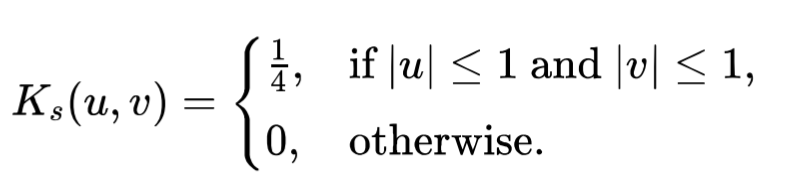 K_s(u, v) = { 1/4, if |u| ≤ 1 and |v| ≤ 1,
0, otherwise.